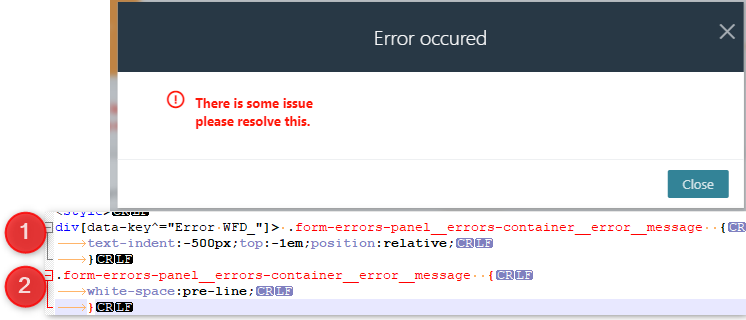 Error occured
There is some issue
please resolve this.
Close
<style>CRLF
1
div[data-key^="Error·WFD_"]>·.form-errors-panel__errors-container__error__message··{CR
text-indent:-500px;top:-1em;position:relative;CRLF
}CRLF
2
.form-errors-panel__errors-container__error__message··{CRLF
white-space:pre-line;CRLF
}CRLF